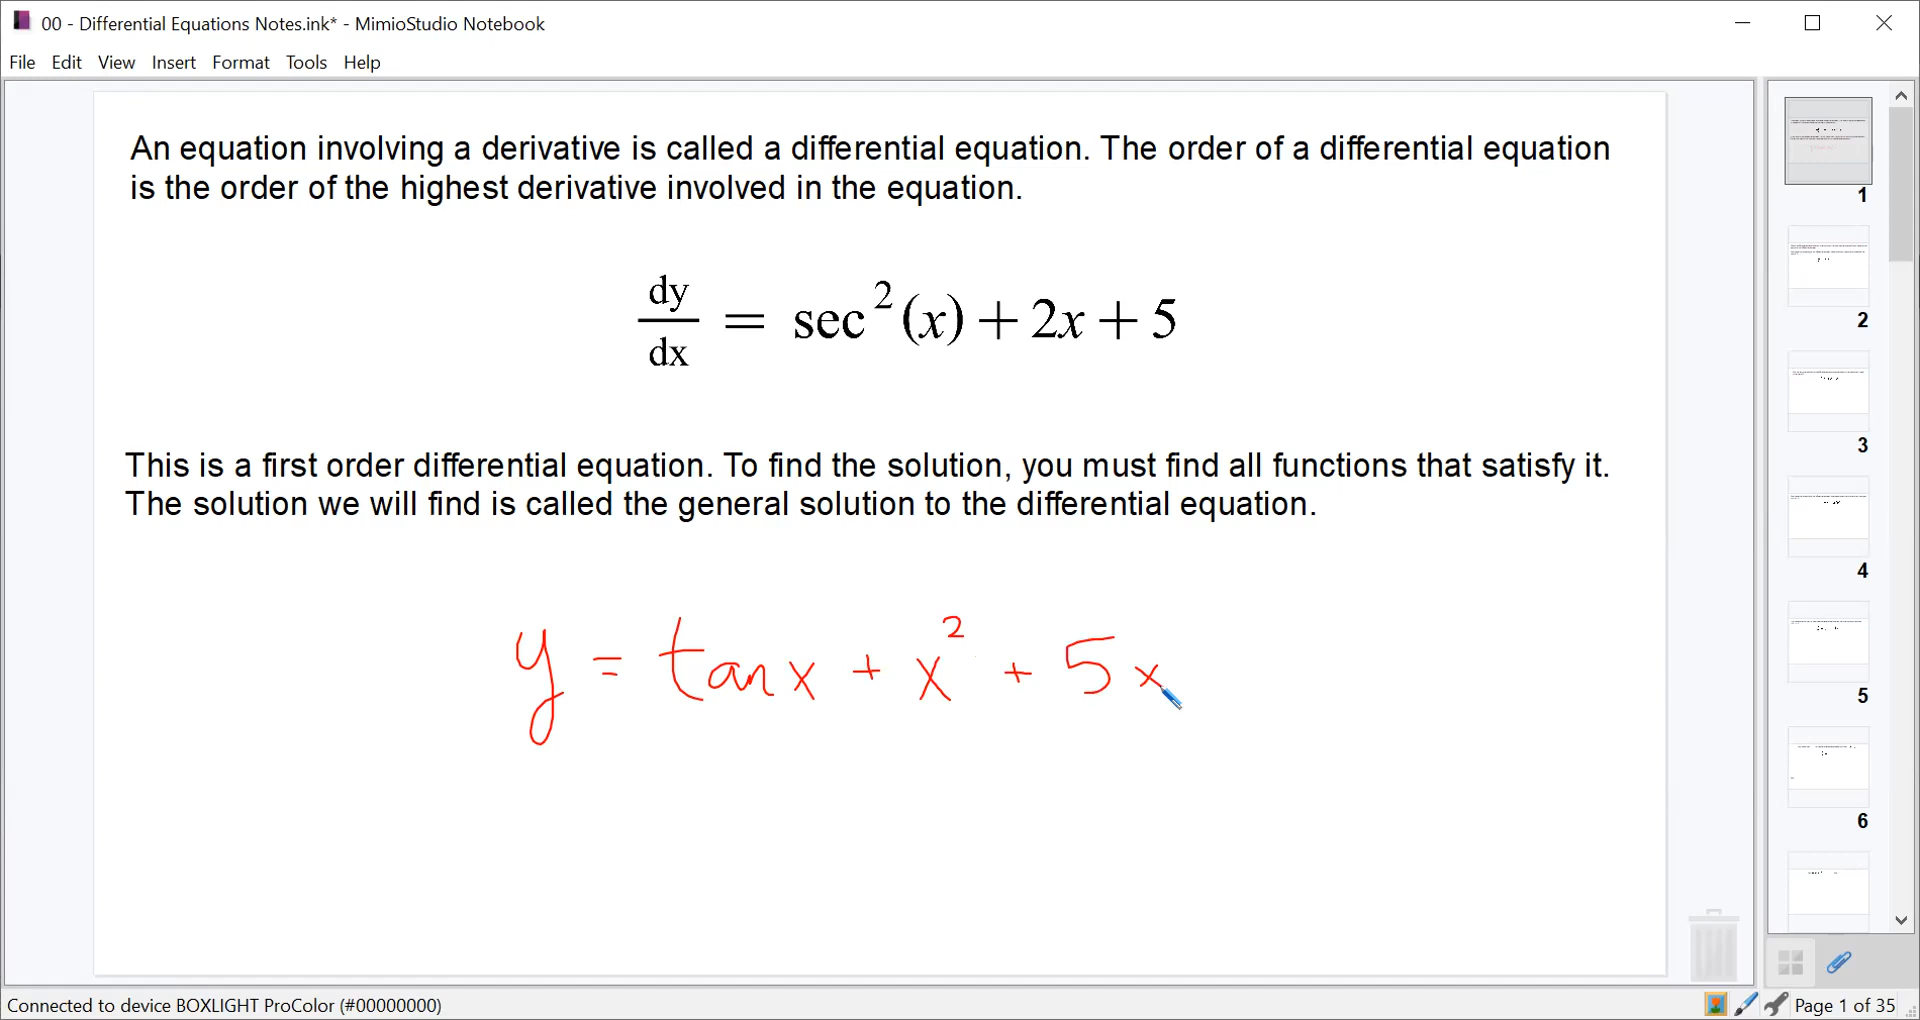 00 - Differential Equations Notes.ink* - MimioStudio Notebook
File Edit View Insert Format Tools Help
An equation involving a derivative is called a differential equation. The order of a differential equation
is the order of the highest derivative involved in the equation.
dy/dx = sec²(x) + 2x + 5
This is a first order differential equation. To find the solution, you must find all functions that satisfy it.
The solution we will find is called the general solution to the differential equation.
y = tanx + x² + 5x
1
2
3
4
5
6
Connected to device BOXLIGHT ProColor (#00000000)
Page 1 of 35